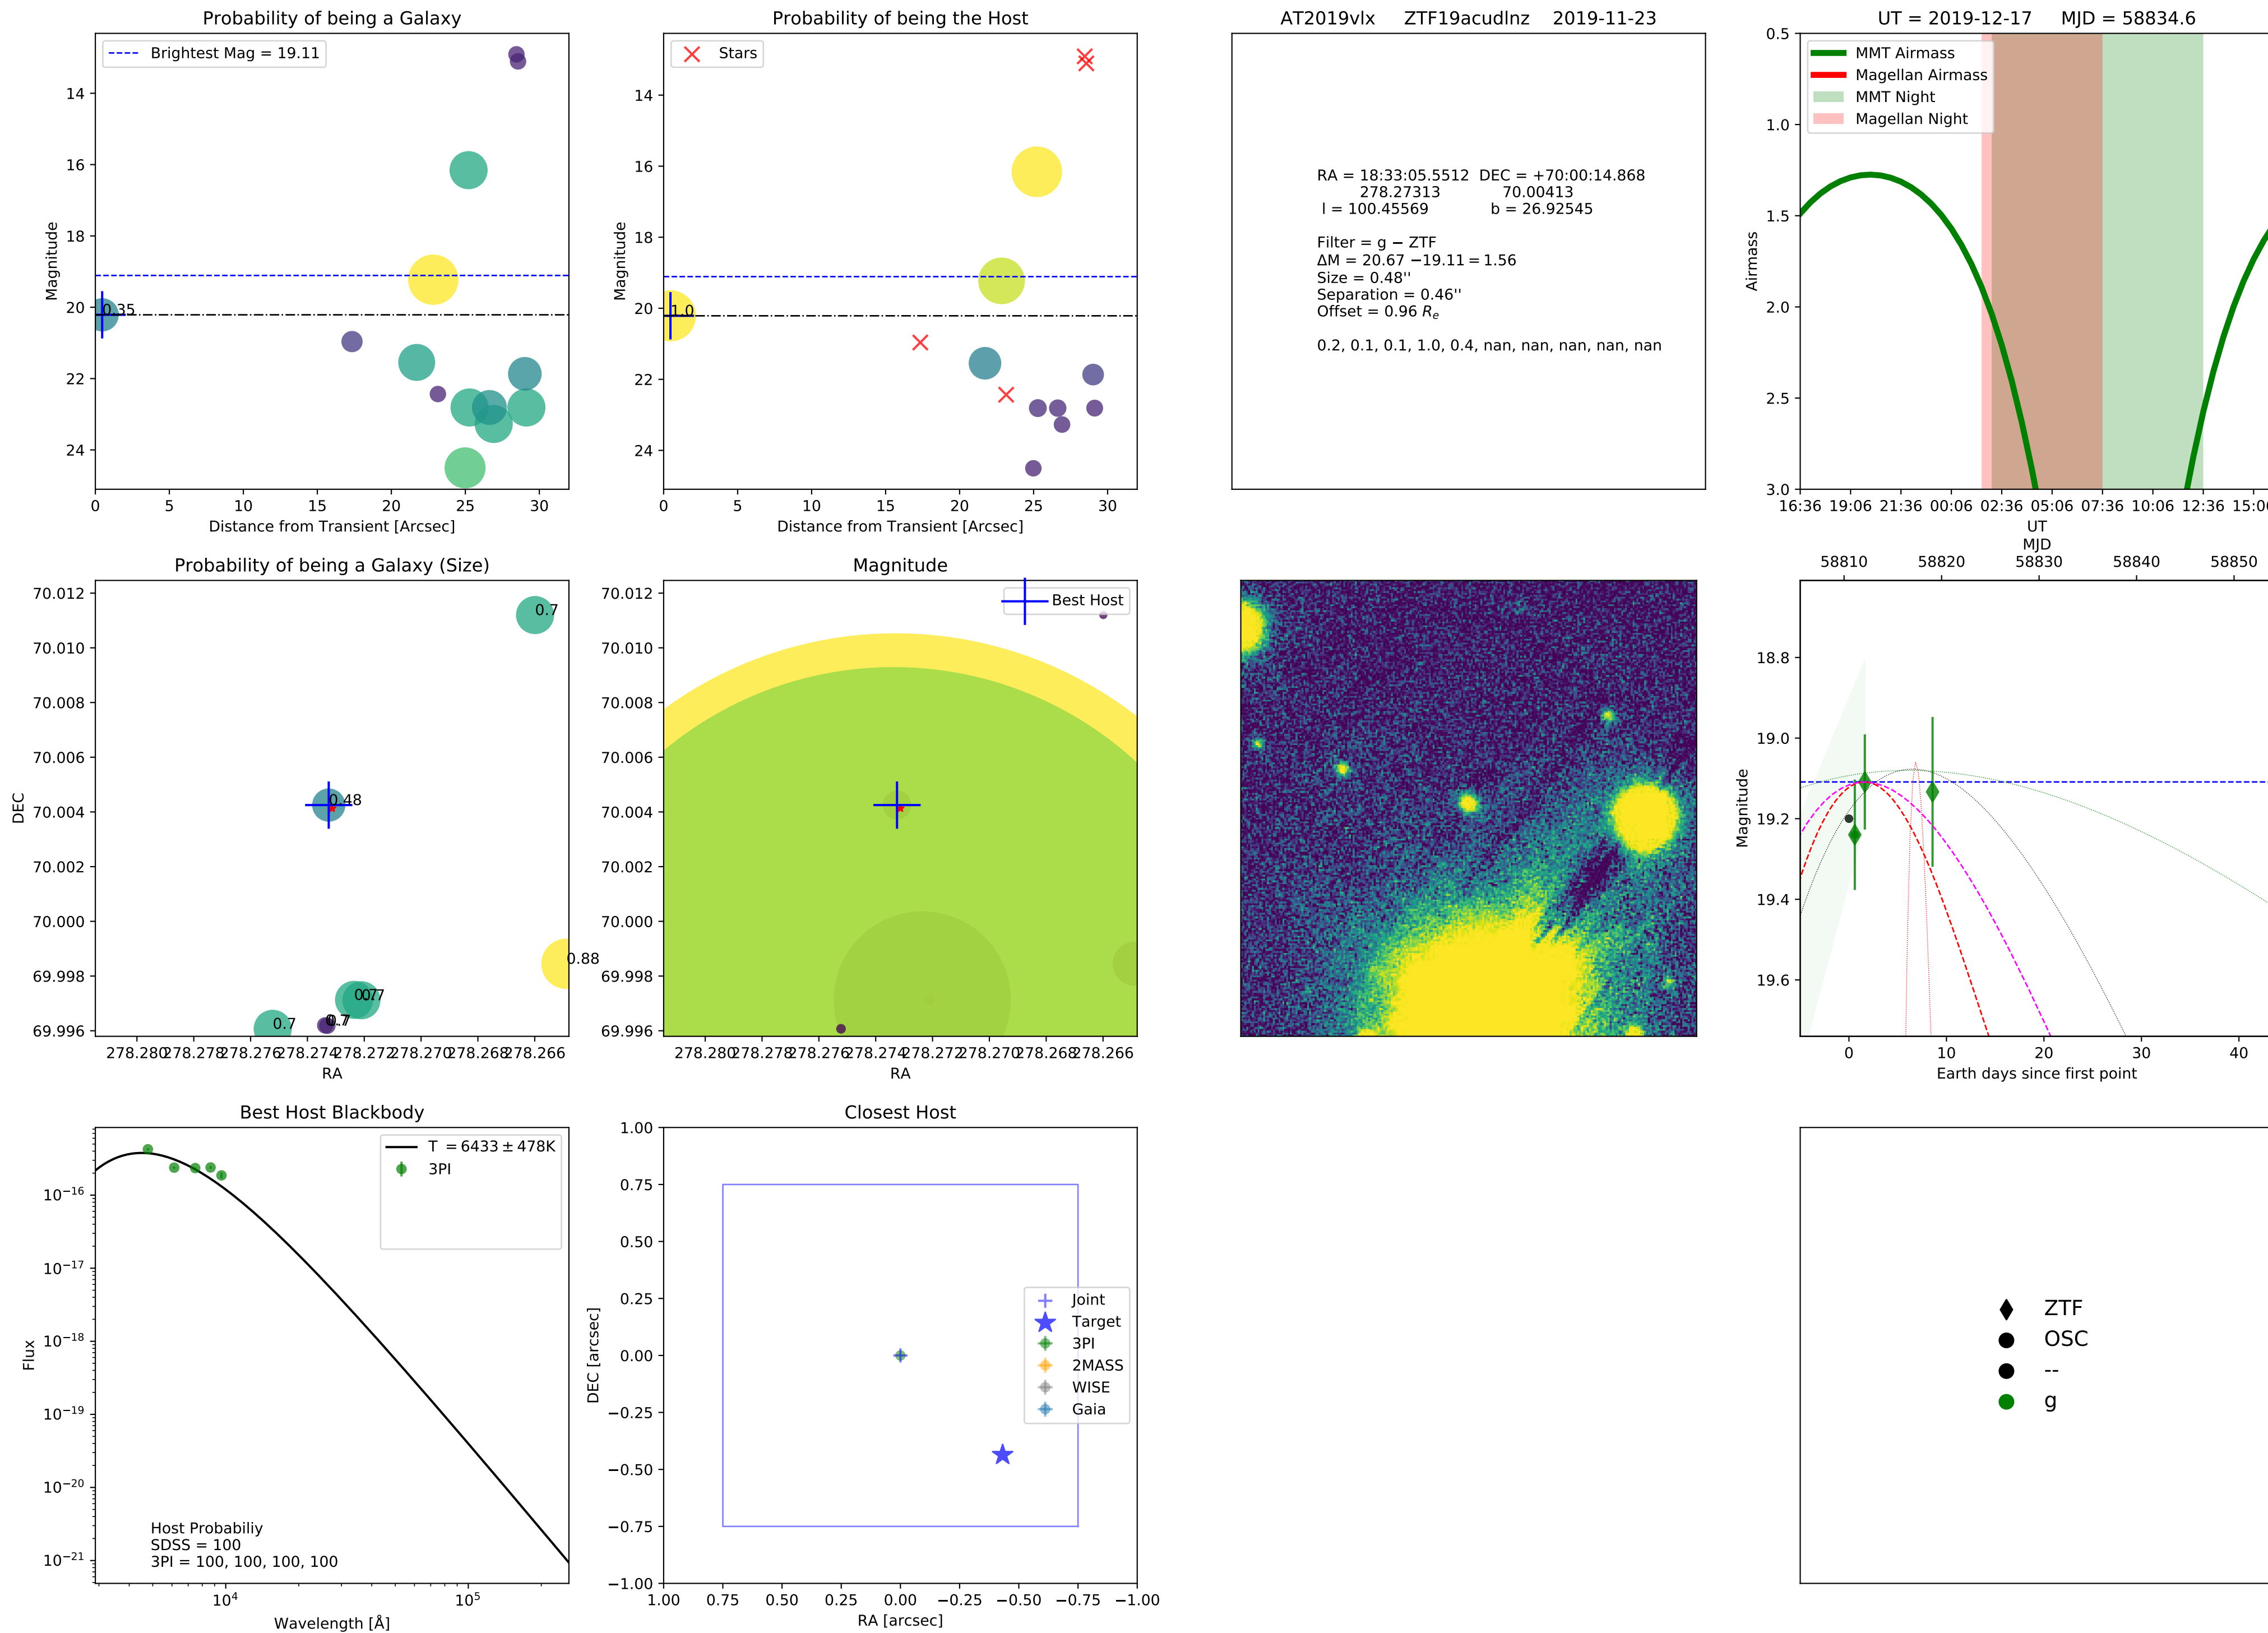 Probability of being a Galaxy
Brightest Mag = 19.11
0.35
Magnitude
14
16
18
20
22
24
0 5 10 15 20 25 30
Distance from Transient [Arcsec]
Probability of being the Host
Stars
1.0
Magnitude
14
16
18
20
22
24
0 5 10 15 20 25 30
Distance from Transient [Arcsec]
AT2019vlx ZTF19acudlnz 2019-11-23
RA = 18:33:05.5512 DEC = +70:00:14.868
278.27313 70.00413
l = 100.45569 b = 26.92545
Filter = g − ZTF
ΔM = 20.67 −19.11 = 1.56
Size = 0.48''
Separation = 0.46''
Offset = 0.96 Re
0.2, 0.1, 0.1, 1.0, 0.4, nan, nan, nan, nan, nan
UT = 2019-12-17 MJD = 58834.6
MMT Airmass
Magellan Airmass
MMT Night
Magellan Night
Airmass
0.5
1.0
1.5
2.0
2.5
3.0
16:36 19:06 21:36 00:06 02:36 05:06 07:36 10:06 12:36
UT
Probability of being a Galaxy (Size)
0.7
0.48
0.88
0.7
DEC
70.012
70.010
70.008
70.006
70.004
70.002
70.000
69.998
69.996
278.280 278.278 278.276 278.274 278.272 278.270 278.268 278.266
RA
Magnitude
Best Host
70.012
70.010
70.008
70.006
70.004
70.002
70.000
69.998
69.996
278.280 278.278 278.276 278.274 278.272 278.270 278.268 278.266
RA
MJD
58810 58820 58830 58840 58850
Magnitude
18.8
19.0
19.2
19.4
19.6
0 10 20 30 40
Earth days since first point
Best Host Blackbody
T = 6433 ± 478K
3PI
Flux
10−16
10−17
10−18
10−19
10−20
10−21
Host Probabiliy
SDSS = 100
3PI = 100, 100, 100, 100
104 105
Wavelength [Å]
Closest Host
Joint
Target
3PI
2MASS
WISE
Gaia
DEC [arcsec]
1.00
0.75
0.50
0.25
0.00
−0.25
−0.50
−0.75
−1.00
1.00 0.75 0.50 0.25 0.00 −0.25 −0.50 −0.75 −1.00
RA [arcsec]
ZTF
OSC
--
g